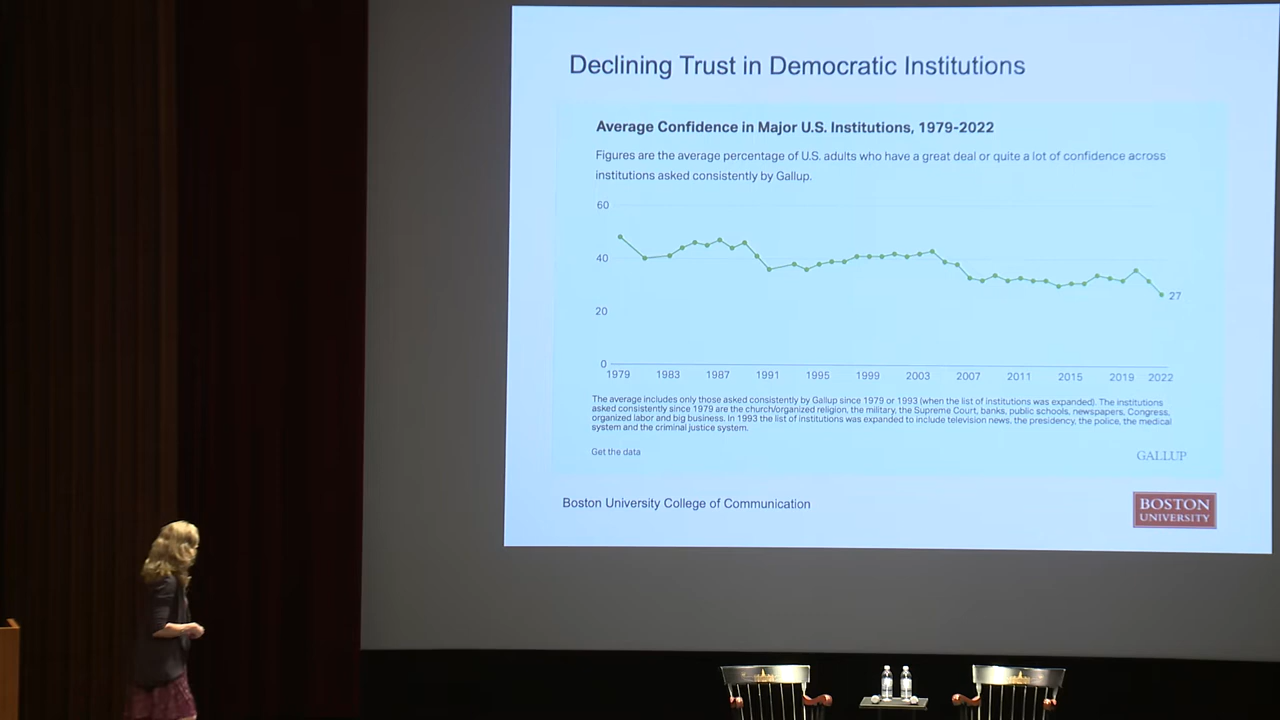 Declining Trust in Democratic Institutions
Average Confidence in Major U.S. Institutions, 1979-2022
Figures are the average percentage of U.S. adults who have a great deal or quite a lot of confidence across
institutions asked consistently by Gallup.
60
40
27
20
0
1979 1983 1987 1991 1995 1999 2003 2007 2011 2015 2019 2022
The average includes only those asked consistently by Gallup since 1979 or 1993 (when the list of institutions was expanded). The institutions
asked consistently since 1979 are the church/organized religion, the military, the Supreme Court, banks, public schools, newspapers, Congress,
organized labor and big business. In 1993 the list of institutions was expanded to include television news, the presidency, the police, the medical
system and the criminal justice system.
Get the data
GALLUP
Boston University College of Communication
BOSTON
UNIVERSITY